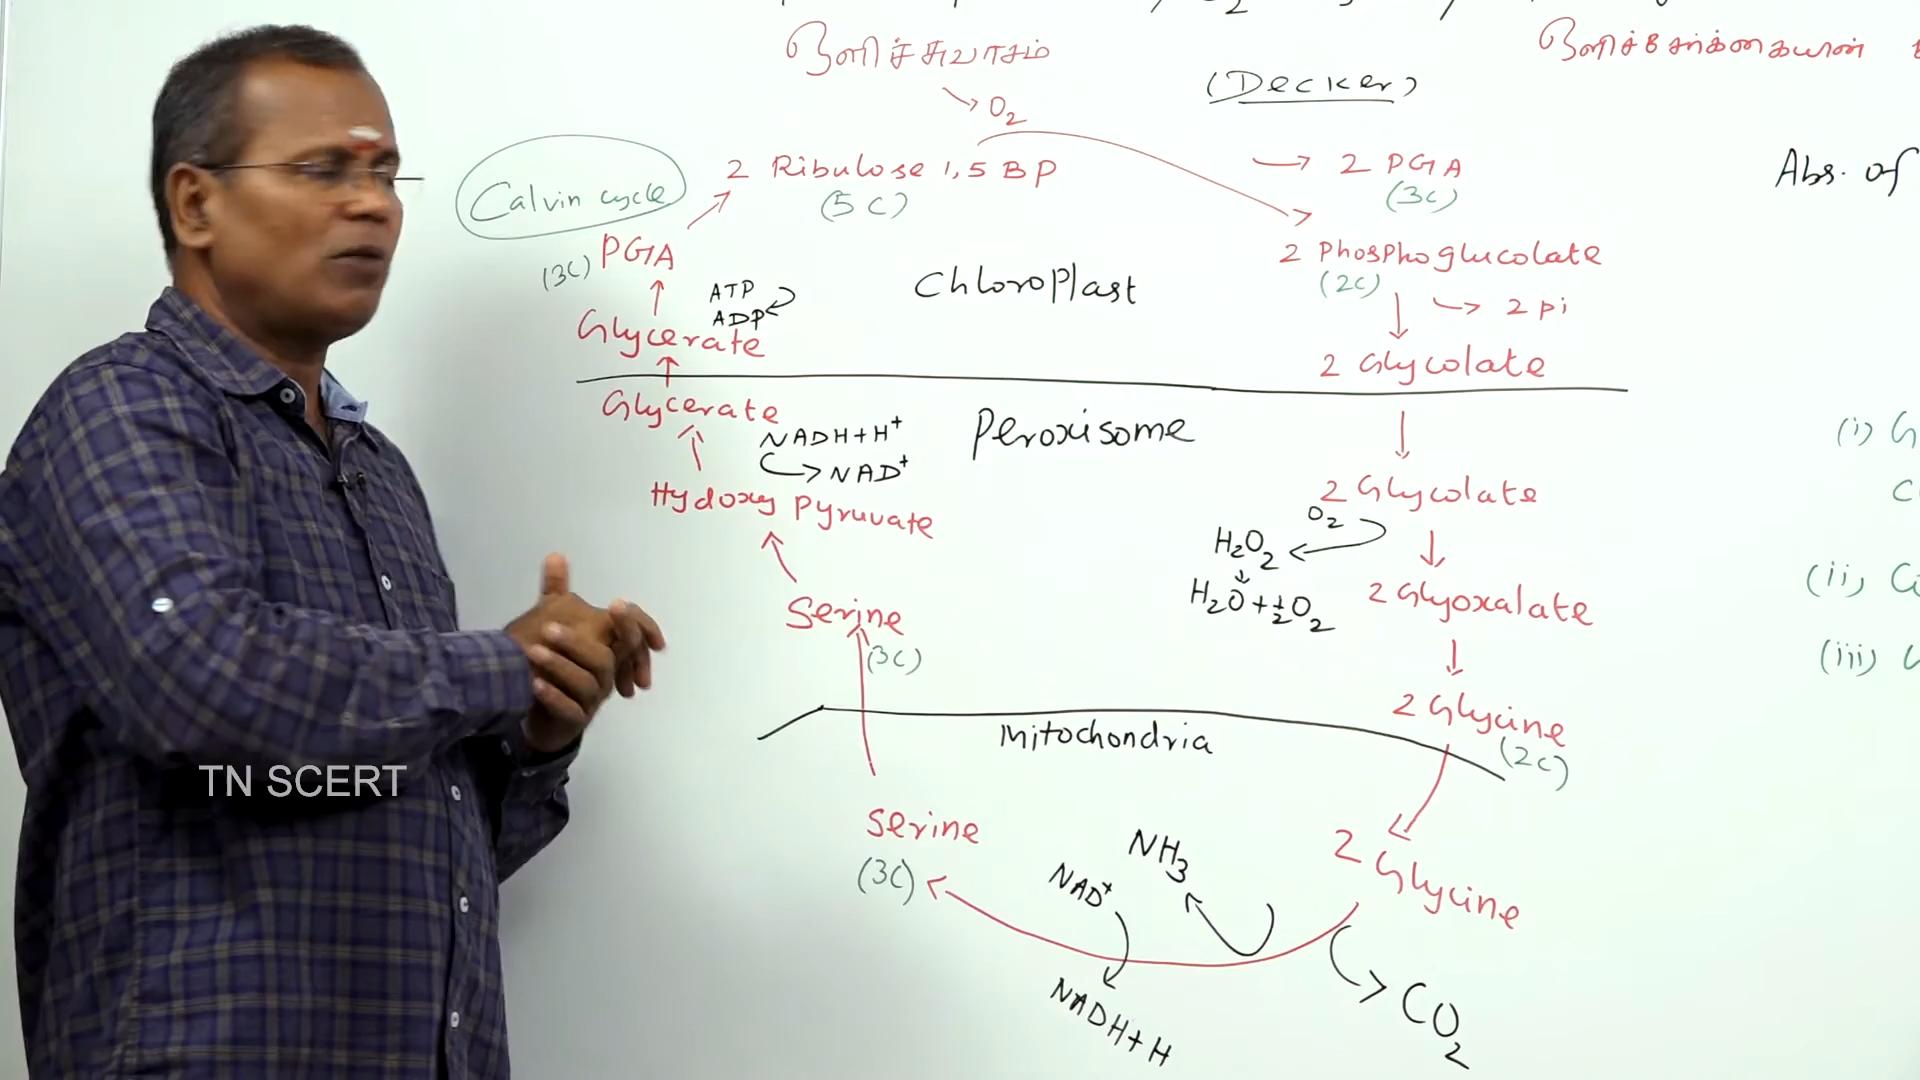 ஒளிச்சுவாசம்
ஒளிச்சேர்க்கையின்
(Decker)
→ O2
Calvin cycle
2 Ribulose 1,5 BP
(5C)
→ 2 PGA
(3C)
Abs. of
(3C) PGA
2 Phosphoglucolate
(2C)
→ 2 pi
ATP
ADP
Chloroplast
Glycerate
2 Glycolate
Glycerate
NADH+H+
NAD+
Peroxisome
(i) G
Hydoxy Pyruvate
2 Glycolate
O2
H2O2
H2O+½O2
2 Glyoxalate
(ii)
Serine
(3C)
(iii)
2 Glycine
(2C)
Mitochondria
Serine
(3C)
NH3
NAD+
2 Glycine
NADH+H
CO2
TN SCERT